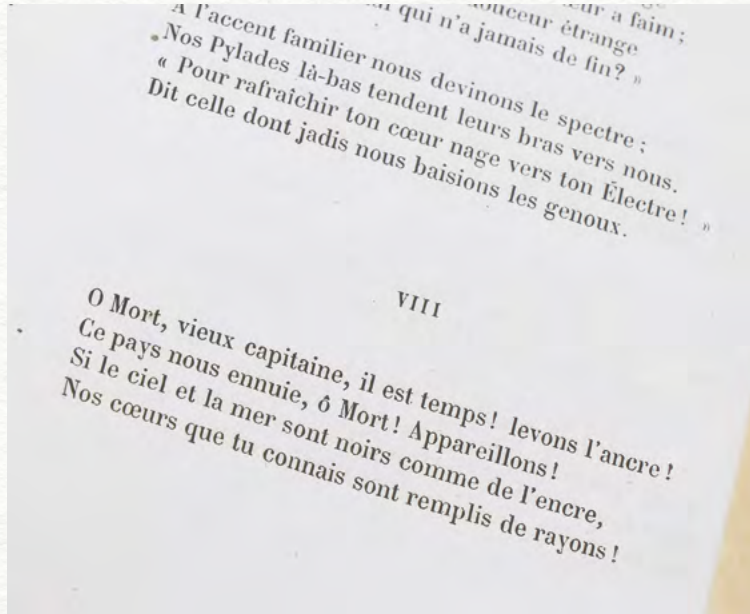 a faim ;
douceur étrange
qui n'a jamais de fin? »
A l'accent familier nous devinons le spectre ;
Nos Pylades là-bas tendent leurs bras vers nous.
« Pour rafraîchir ton cœur nage vers ton Électre! »
Dit celle dont jadis nous baisions les genoux.
VIII
O Mort, vieux capitaine, il est temps! levons l'ancre!
Ce pays nous ennuie, ô Mort! Appareillons!
Si le ciel et la mer sont noirs comme de l'encre,
Nos cœurs que tu connais sont remplis de rayons!